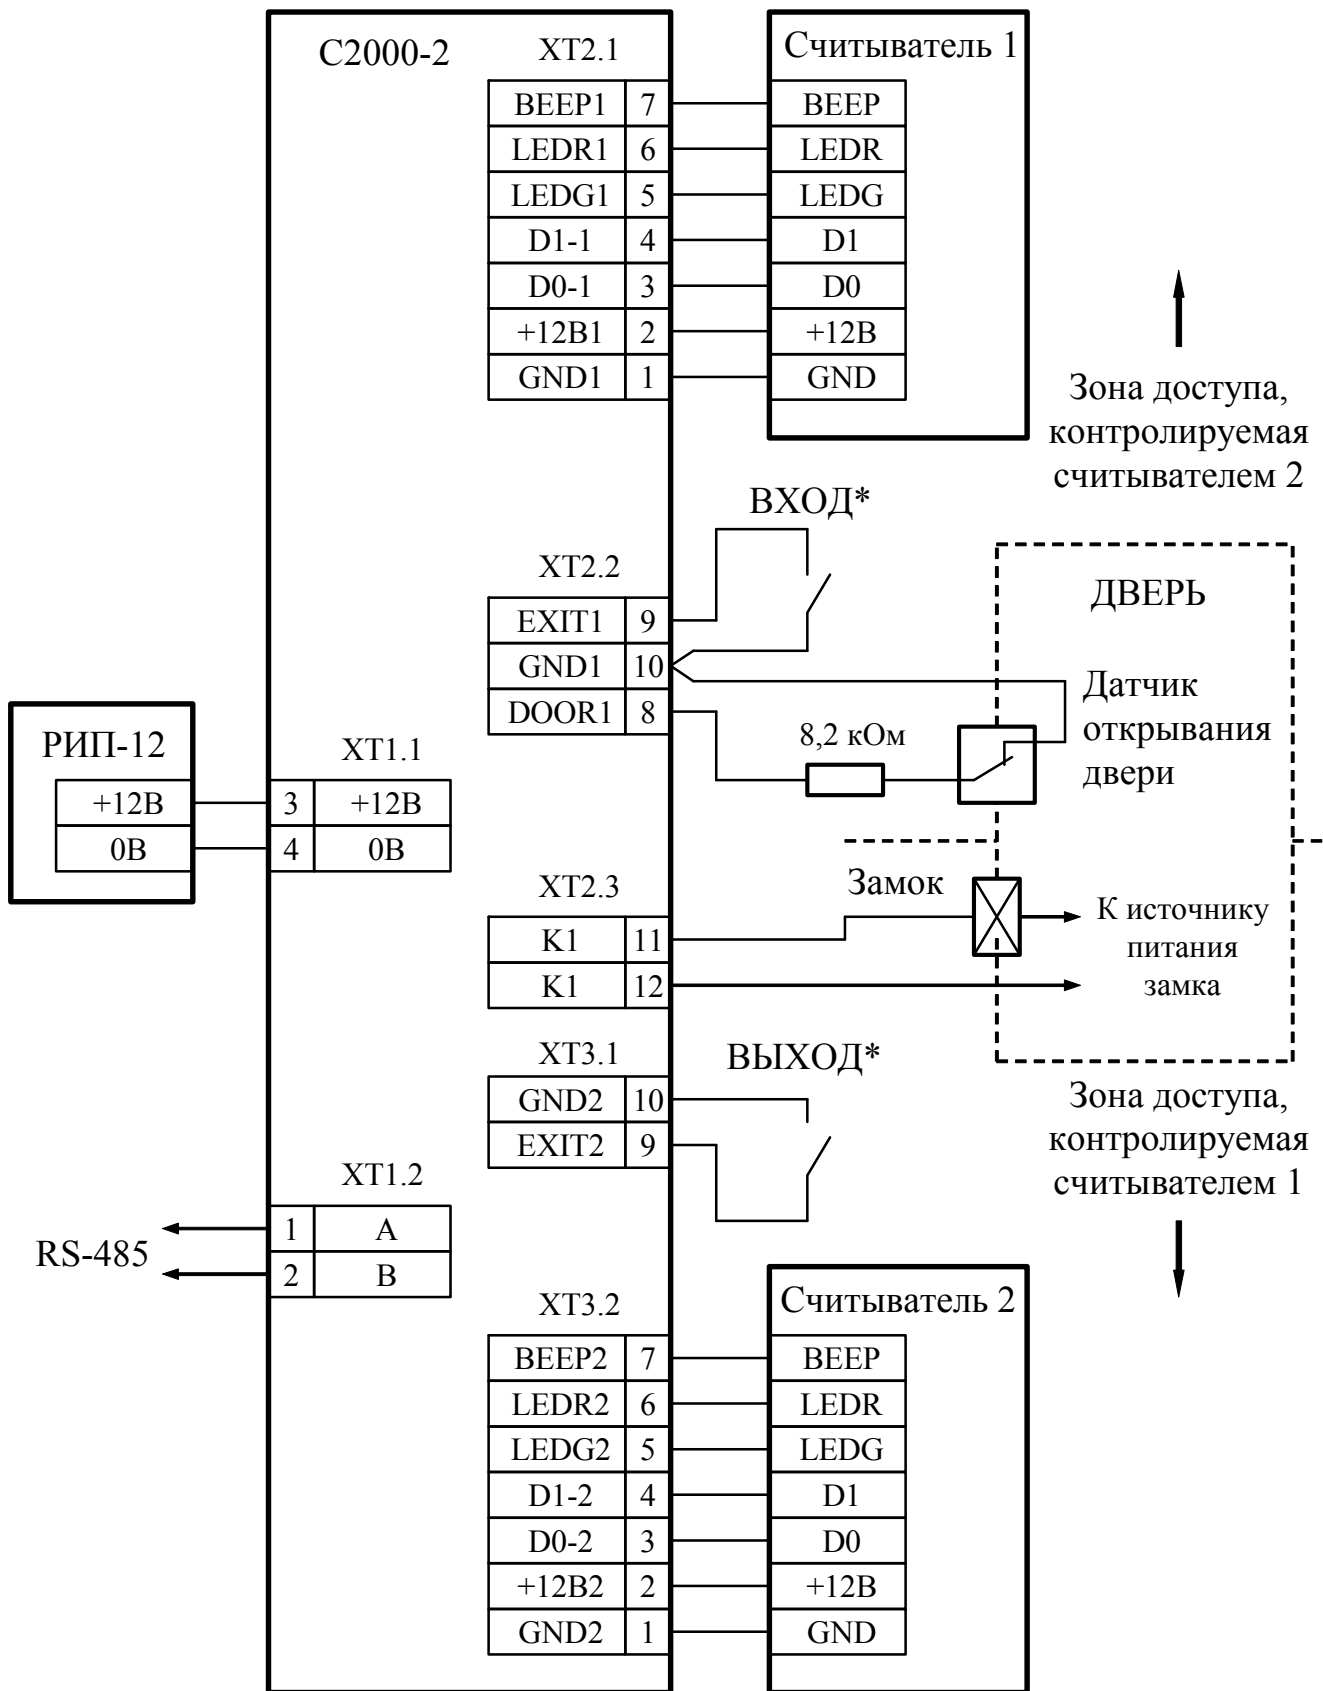 С2000-2
XT2.1
BEEP1 7
LEDR1 6
LEDG1 5
D1-1 4
D0-1 3
+12В1 2
GND1 1
Считыватель 1
BEEP
LEDR
LEDG
D1
D0
+12В
GND
Зона доступа,
контролируемая
считывателем 2
ВХОД*
XT2.2
EXIT1 9
GND1 10
DOOR1 8
8,2 кОм
ДВЕРЬ
Датчик
открывания
двери
РИП-12
+12В
0В
XT1.1
3 +12В
4 0В
XT2.3
К1 11
К1 12
Замок
К источнику
питания
замка
XT3.1
GND2 10
EXIT2 9
ВЫХОД*
Зона доступа,
контролируемая
считывателем 1
XT1.2
1 A
2 B
RS-485
XT3.2
BEEP2 7
LEDR2 6
LEDG2 5
D1-2 4
D0-2 3
+12В2 2
GND2 1
Считыватель 2
BEEP
LEDR
LEDG
D1
D0
+12В
GND